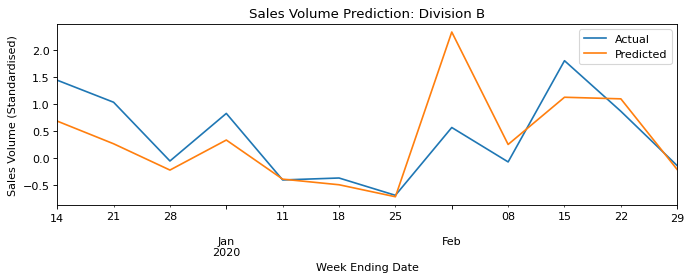 Sales Volume Prediction: Division B
Sales Volume (Standardised)
2.0
1.5
1.0
0.5
0.0
−0.5
Actual
Predicted
14 21 28 11 18 25 08 15 22 29
Jan Feb
2020
Week Ending Date